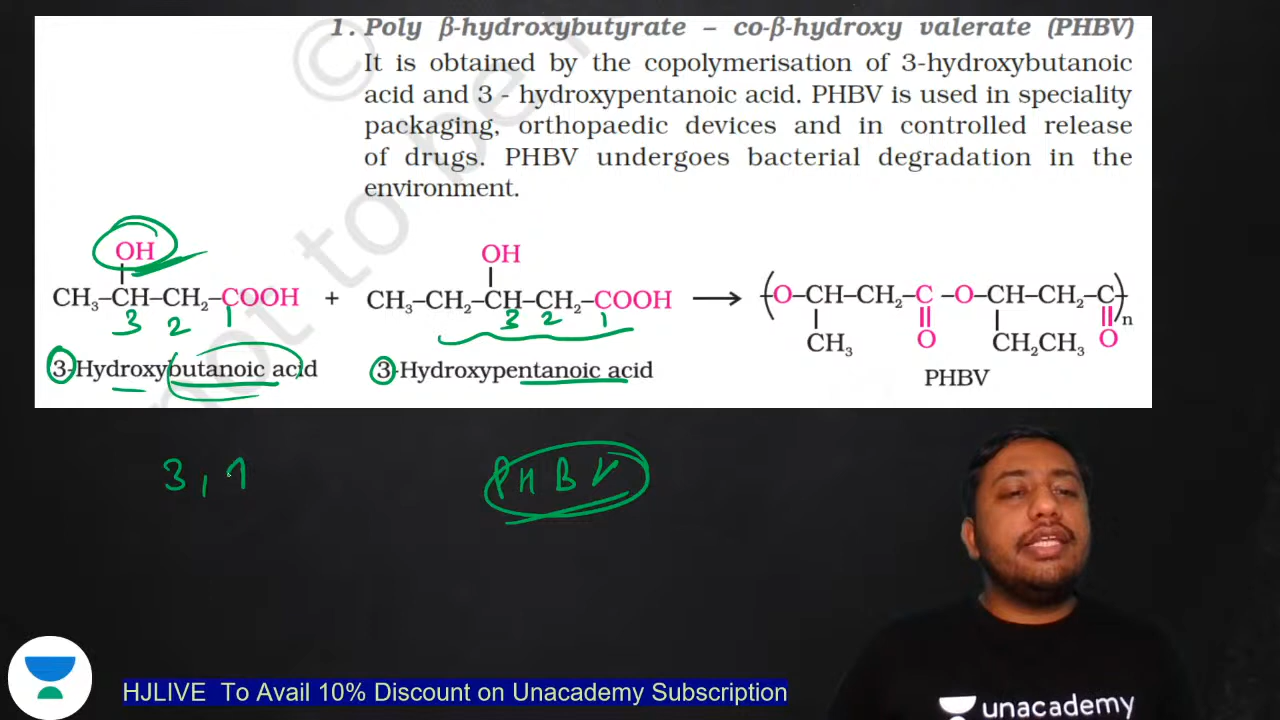 1. Poly β-hydroxybutyrate – co-β-hydroxy valerate (PHBV)
It is obtained by the copolymerisation of 3-hydroxybutanoic
acid and 3 - hydroxypentanoic acid. PHBV is used in speciality
packaging, orthopaedic devices and in controlled release
of drugs. PHBV undergoes bacterial degradation in the
environment.
© not to be r
OH
OH
CH₃–CH–CH₂–COOH + CH₃–CH₂–CH–CH₂–COOH ⟶ (O–CH–CH₂–C–O–CH–CH₂–C)n
3 2 1
3 2 1
CH₃ O CH₂CH₃ O
3-Hydroxybutanoic acid
3-Hydroxypentanoic acid
PHBV
3, 1
PHBV
HJLIVE To Avail 10% Discount on Unacademy Subscription
unacademy